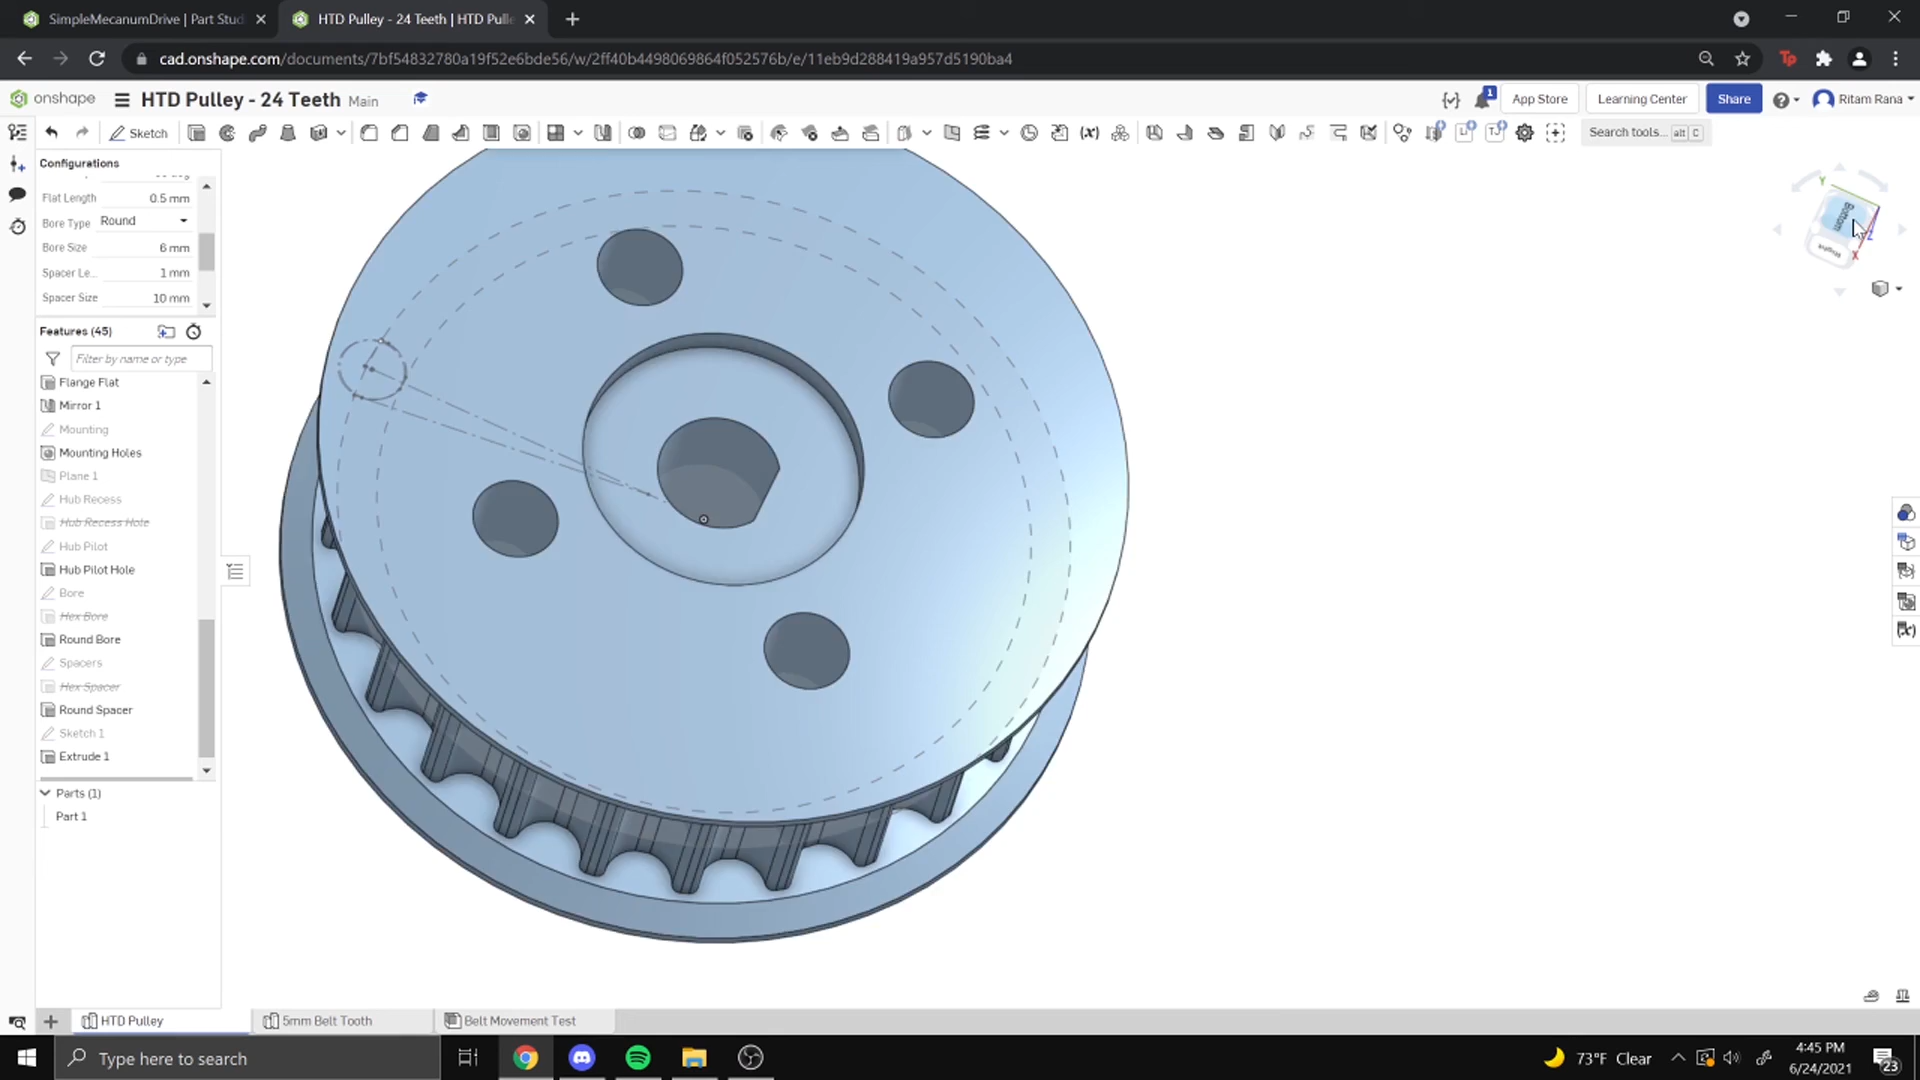 SimpleMecanumDrive | Part Stud
HTD Pulley - 24 Teeth | HTD Pulle
cad.onshape.com/documents/7bf54832780a19f52e6bde56/w/2ff40b4498069864f052576b/e/11eb9d288419a957d5190ba4
onshape
HTD Pulley - 24 Teeth Main
1
App Store
Learning Center
Share
Ritam Rana
Sketch
Search tools... alt C
Configurations
Flat Length 0.5 mm
Bore Type Round
Bore Size 6 mm
Spacer Le... 1 mm
Spacer Size 10 mm
Features (45)
Filter by name or type
Flange Flat
Mirror 1
Mounting
Mounting Holes
Plane 1
Hub Recess
Hub Recess Hole
Hub Pilot
Hub Pilot Hole
Bore
Hex Bore
Round Bore
Spacers
Hex Spacer
Round Spacer
Sketch 1
Extrude 1
Parts (1)
Part 1
Y
Bottom
Z
X
HTD Pulley
5mm Belt Tooth
Belt Movement Test
Type here to search
73°F Clear
4:45 PM
6/24/2021
23